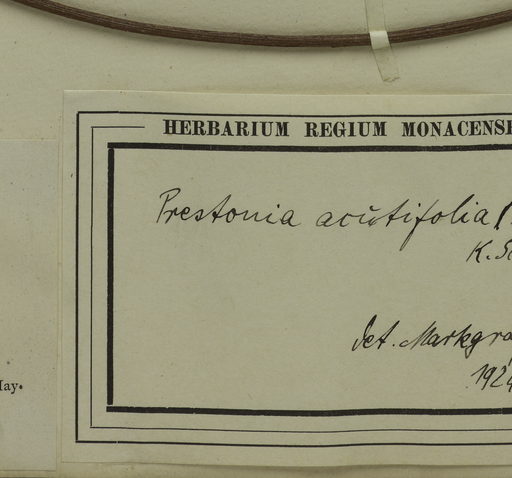 HERBARIUM REGIUM MONACENSE
Prestonia acutifolia (
K. Sc
det. Markgra
1924
May.